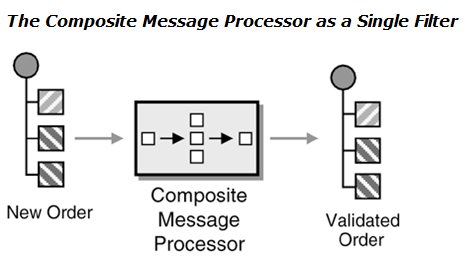 The Composite Message Processor as a Single Filter
New Order
Composite
Message
Processor
Validated
Order